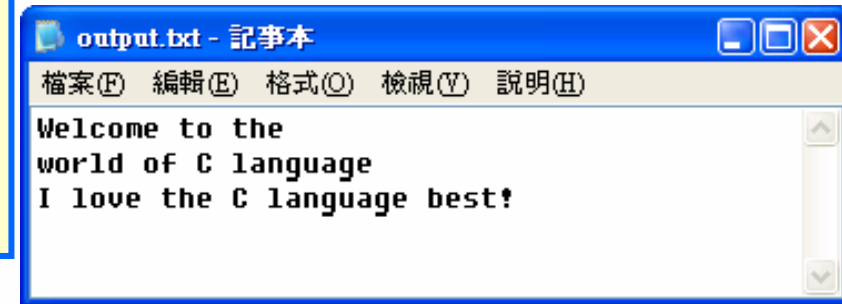 output.txt - 記事本
檔案(F) 編輯(E) 格式(O) 檢視(V) 說明(H)
Welcome to the
world of C language
I love the C language best!